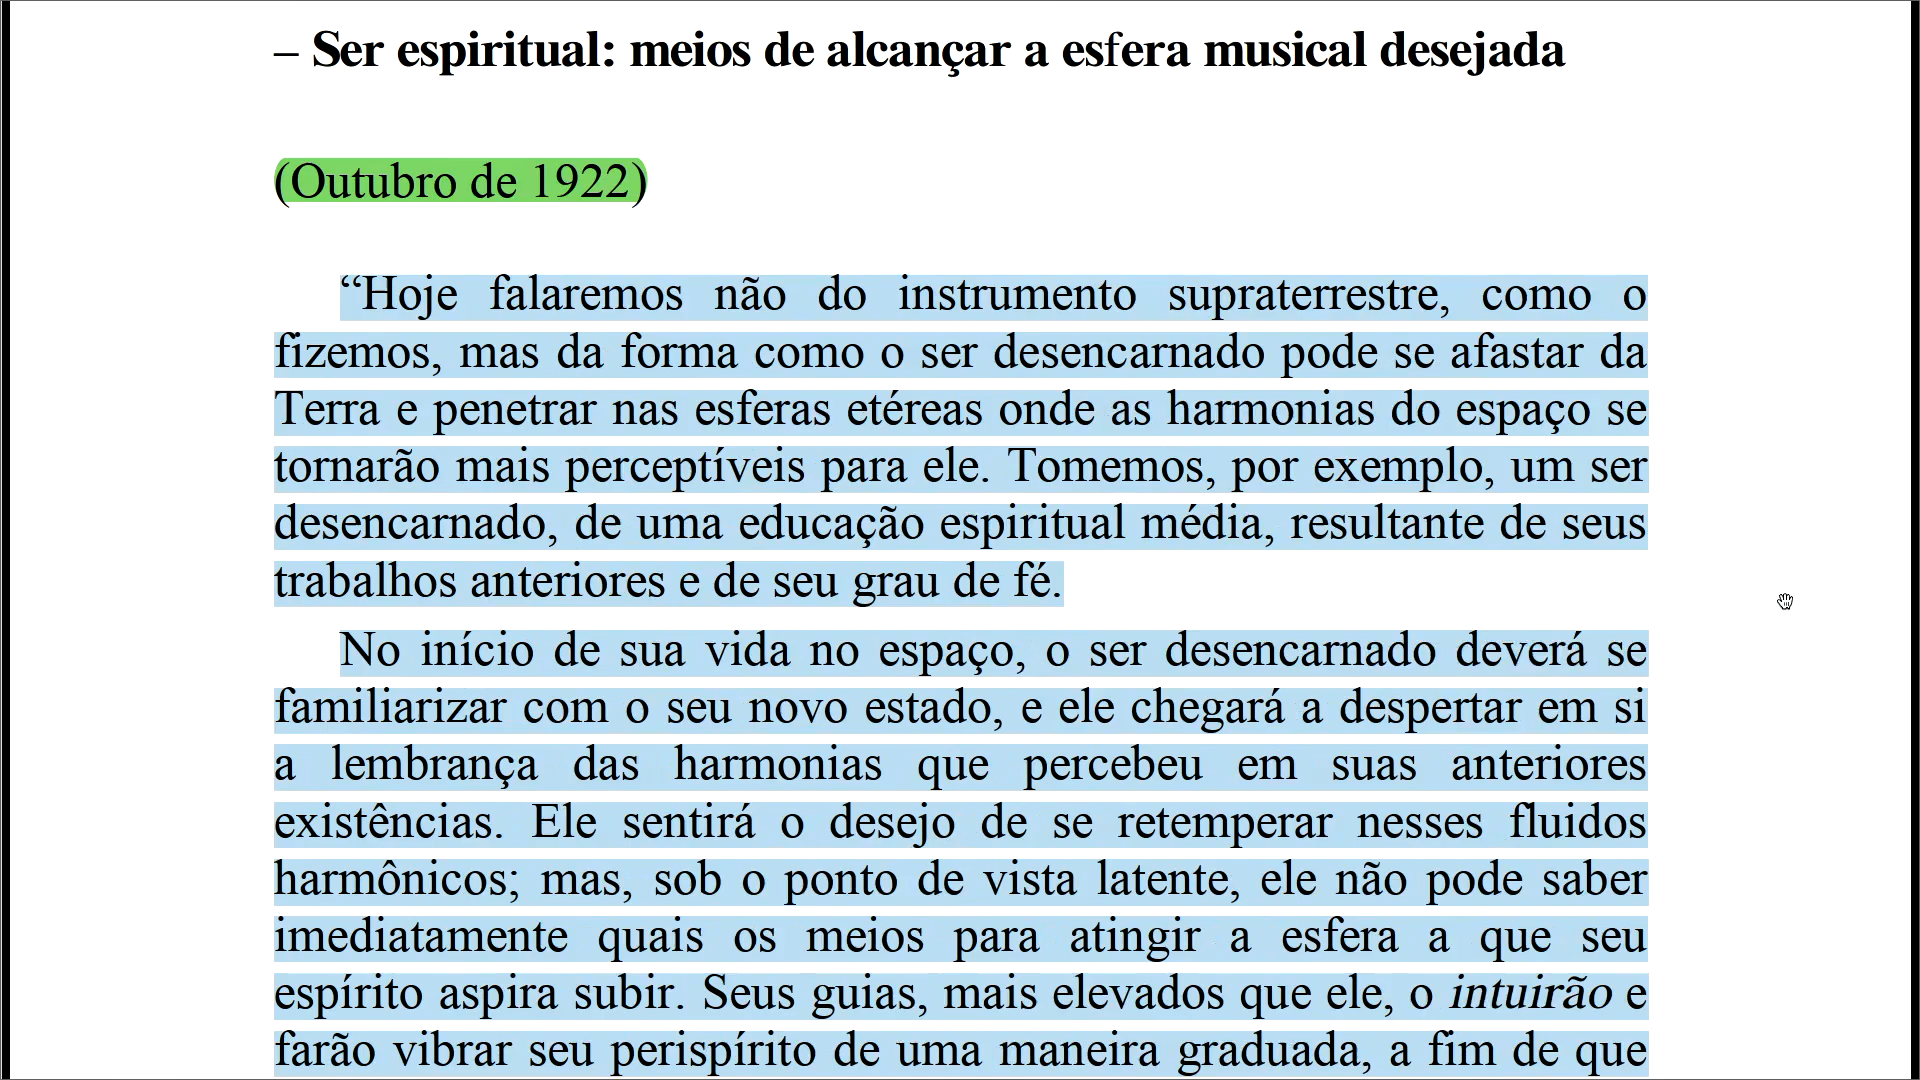 – Ser espiritual: meios de alcançar a esfera musical desejada
(Outubro de 1922)
“Hoje falaremos não do instrumento supraterrestre, como o
fizemos, mas da forma como o ser desencarnado pode se afastar da
Terra e penetrar nas esferas etéreas onde as harmonias do espaço se
tornarão mais perceptíveis para ele. Tomemos, por exemplo, um ser
desencarnado, de uma educação espiritual média, resultante de seus
trabalhos anteriores e de seu grau de fé.
No início de sua vida no espaço, o ser desencarnado deverá se
familiarizar com o seu novo estado, e ele chegará a despertar em si
a lembrança das harmonias que percebeu em suas anteriores
existências. Ele sentirá o desejo de se retemperar nesses fluidos
harmônicos; mas, sob o ponto de vista latente, ele não pode saber
imediatamente quais os meios para atingir a esfera a que seu
espírito aspira subir. Seus guias, mais elevados que ele, o intuirão e
farão vibrar seu perispírito de uma maneira graduada, a fim de que